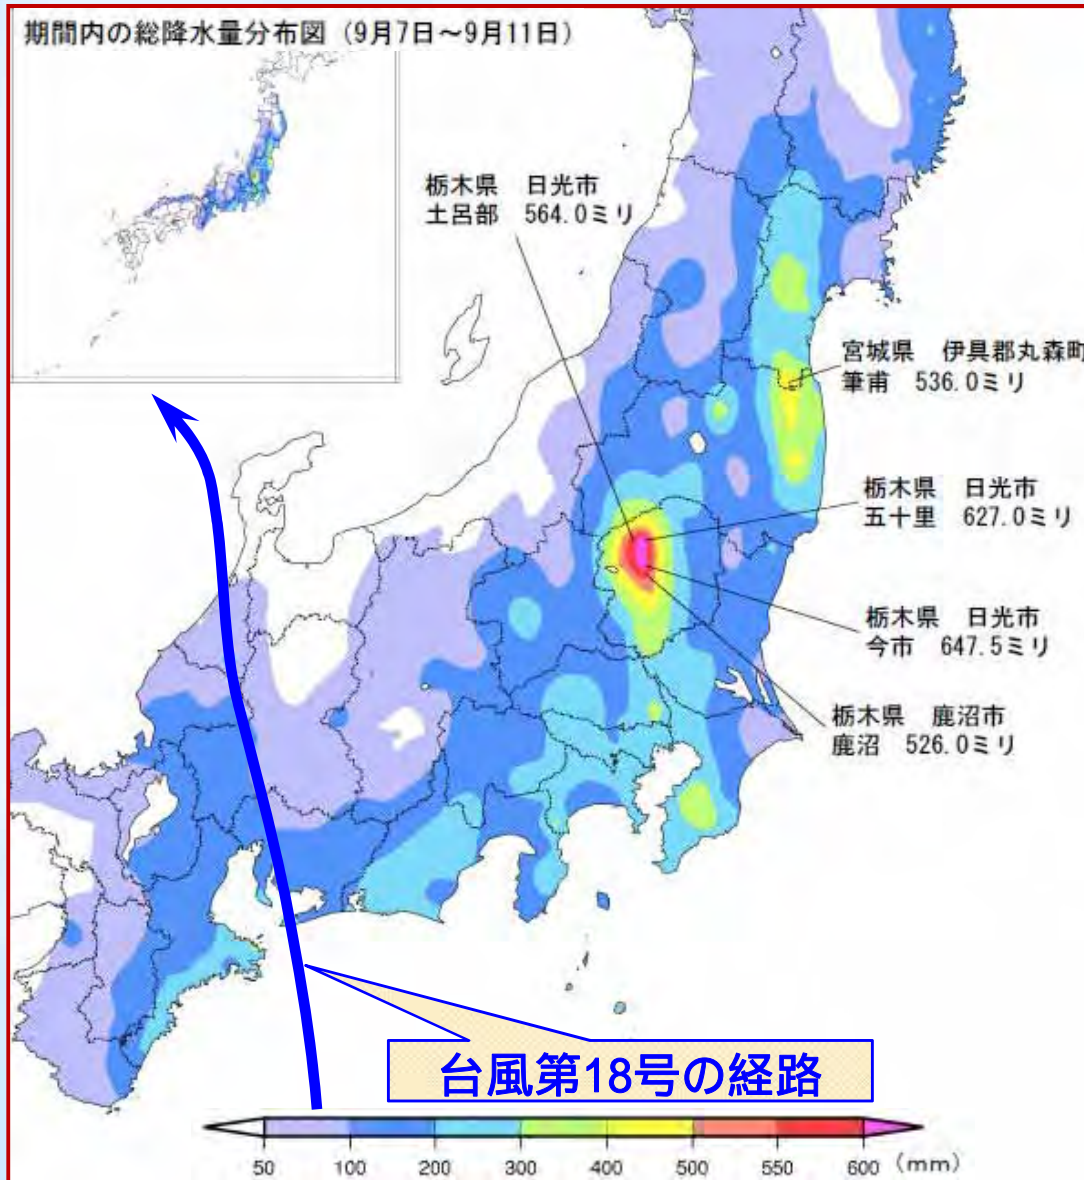 期間内の総降水量分布図（9月7日～9月11日）
栃木県　日光市
土呂部　564.0ミリ
宮城県　伊具郡丸森町
筆甫　536.0ミリ
栃木県　日光市
五十里　627.0ミリ
栃木県　日光市
今市　647.5ミリ
栃木県　鹿沼市
鹿沼　526.0ミリ
台風第18号の経路
50 100 200 300 400 500 550 600 （mm）